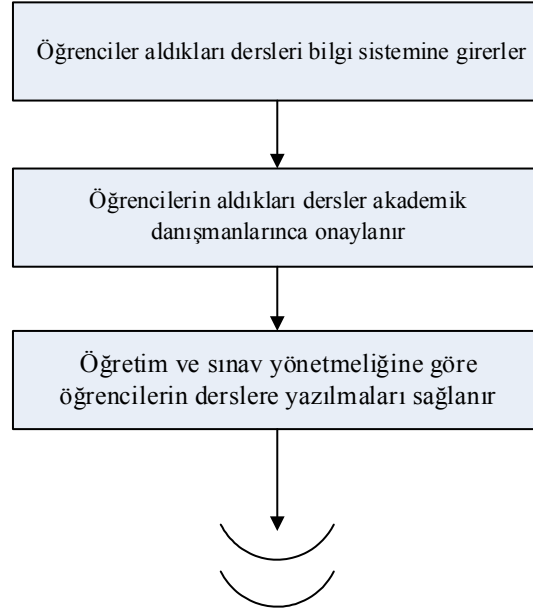 Öğrenciler aldıkları dersleri bilgi sistemine girerler
Öğrencilerin aldıkları dersler akademik
danışmanlarınca onaylanır
Öğretim ve sınav yönetmeliğine göre
öğrencilerin derslere yazılmaları sağlanır